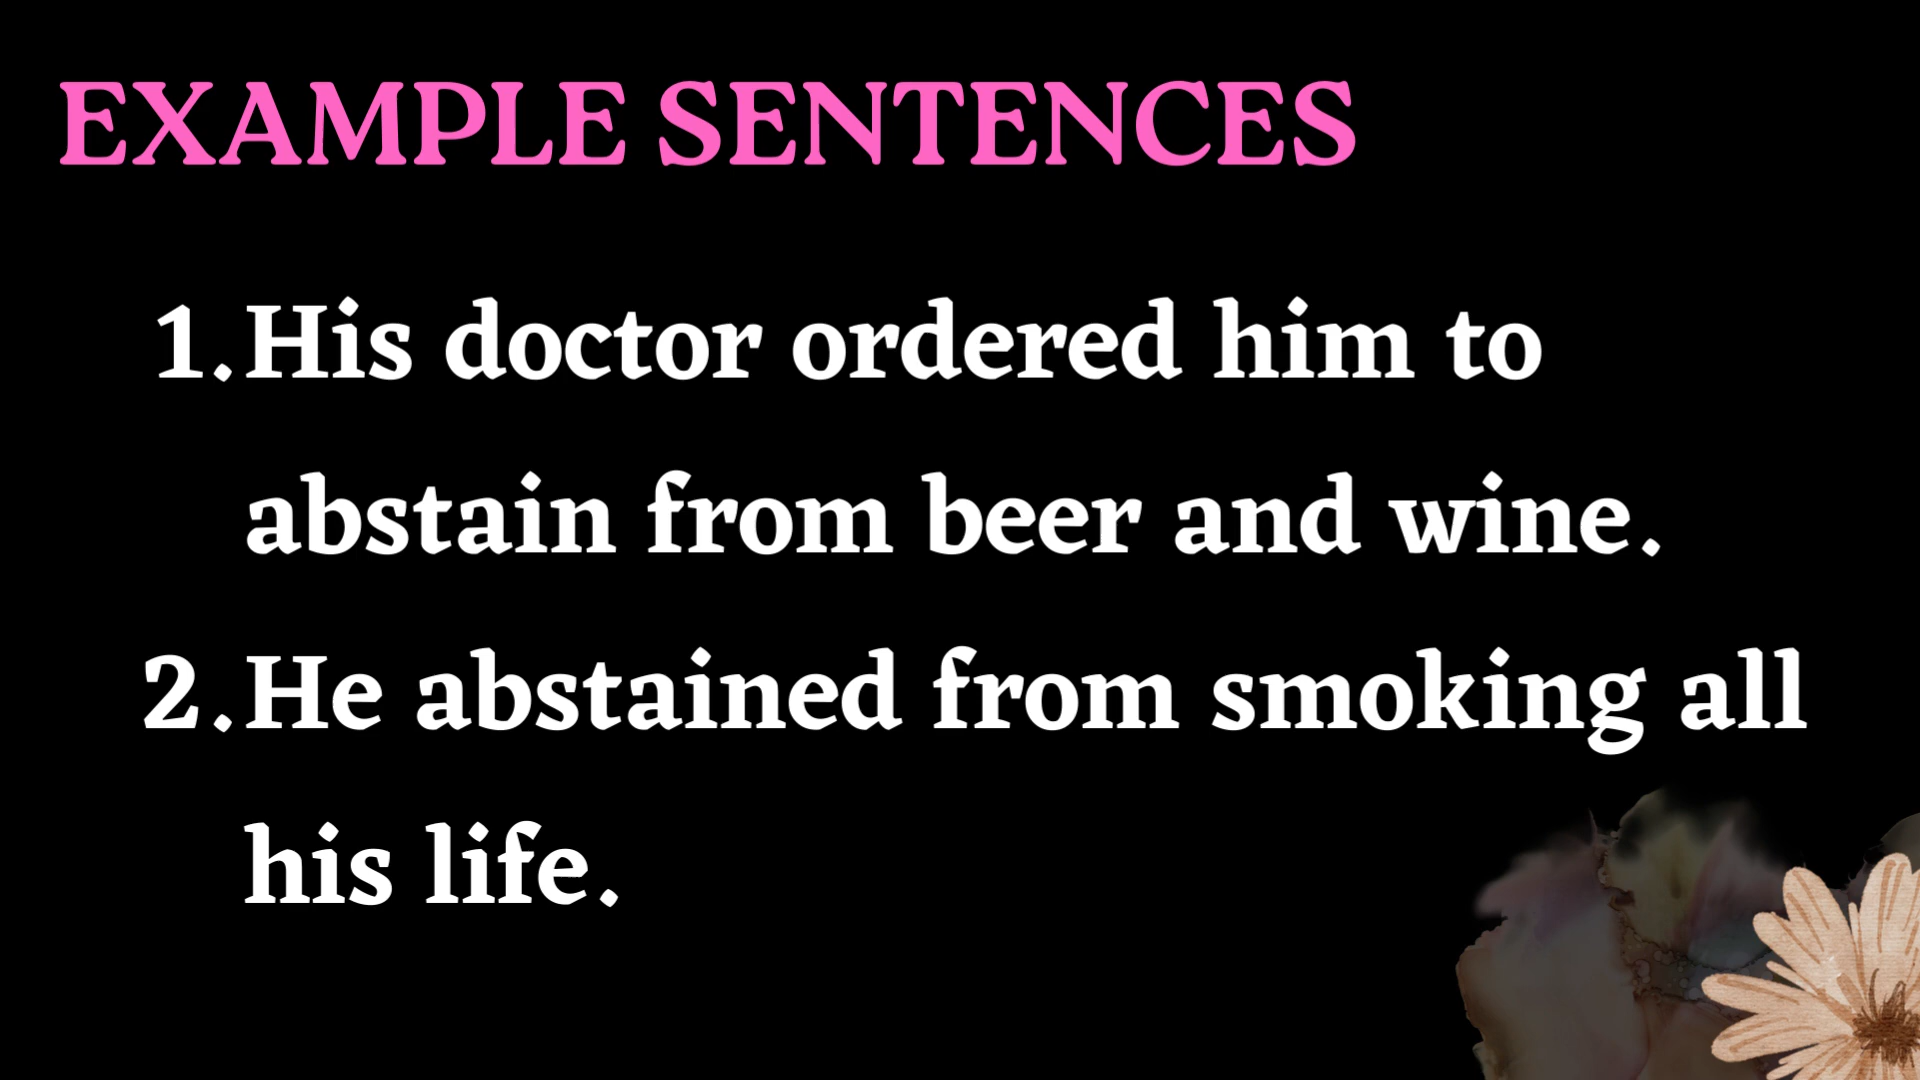 EXAMPLE SENTENCES
1. His doctor ordered him to
abstain from beer and wine.
2. He abstained from smoking all
his life.